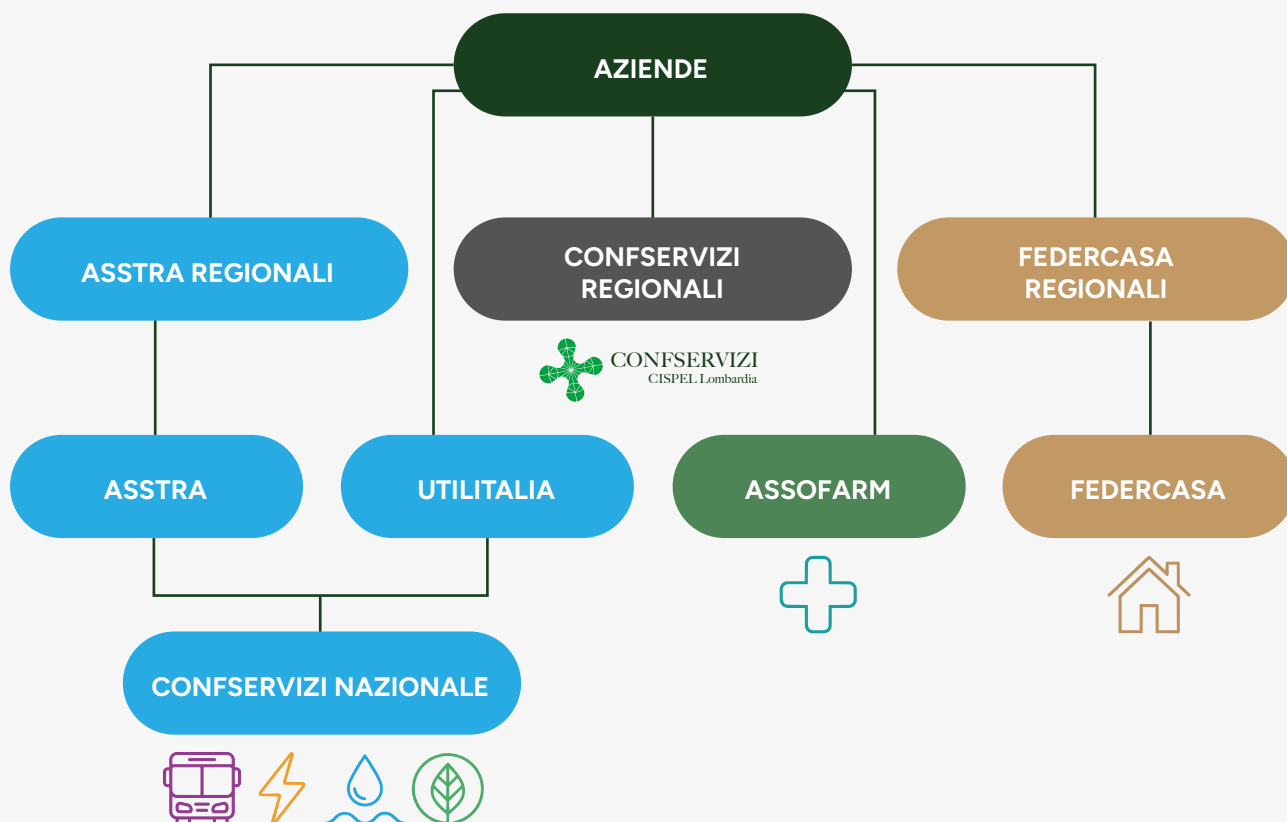 AZIENDE
ASSTRA REGIONALI
CONFSERVIZI
REGIONALI
FEDERCASA
REGIONALI
CONFSERVIZI
CISPEL Lombardia
ASSTRA
UTILITALIA
ASSOFARM
FEDERCASA
CONFSERVIZI NAZIONALE